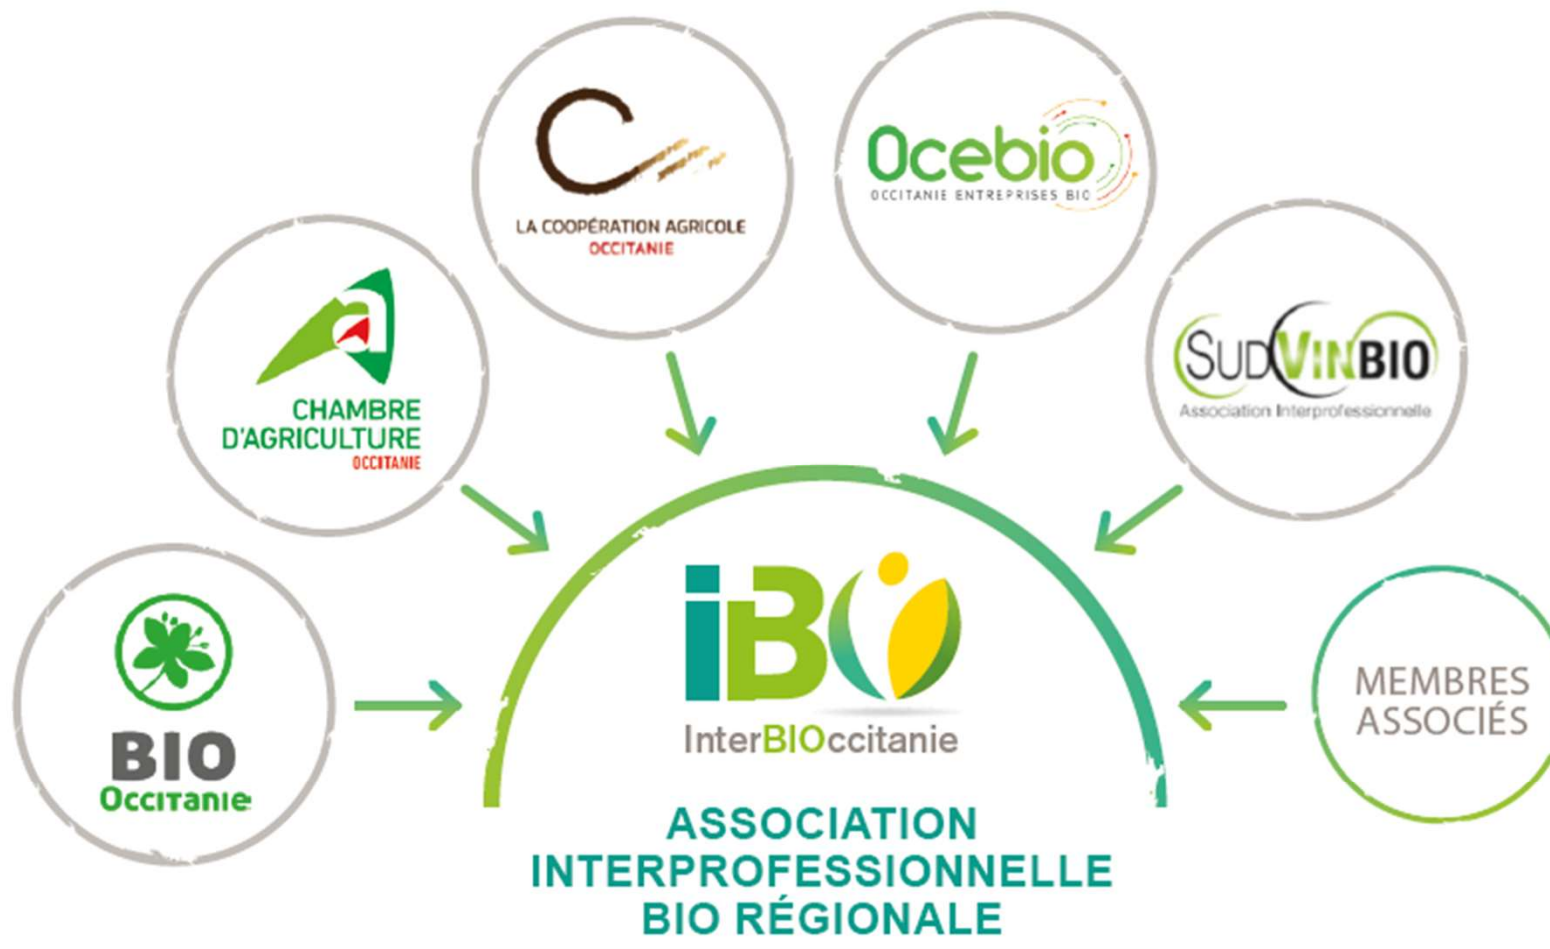 LA COOPÉRATION AGRICOLE
OCCITANIE
Ocebio
OCCITANIE ENTREPRISES BIO
CHAMBRE
D'AGRICULTURE
OCCITANIE
SUDVINBIO
Association Interprofessionnelle
BIO
OCCITANIE
iBO
InterBIOccitanie
MEMBRES
ASSOCIÉS
ASSOCIATION
INTERPROFESSIONNELLE
BIO RÉGIONALE